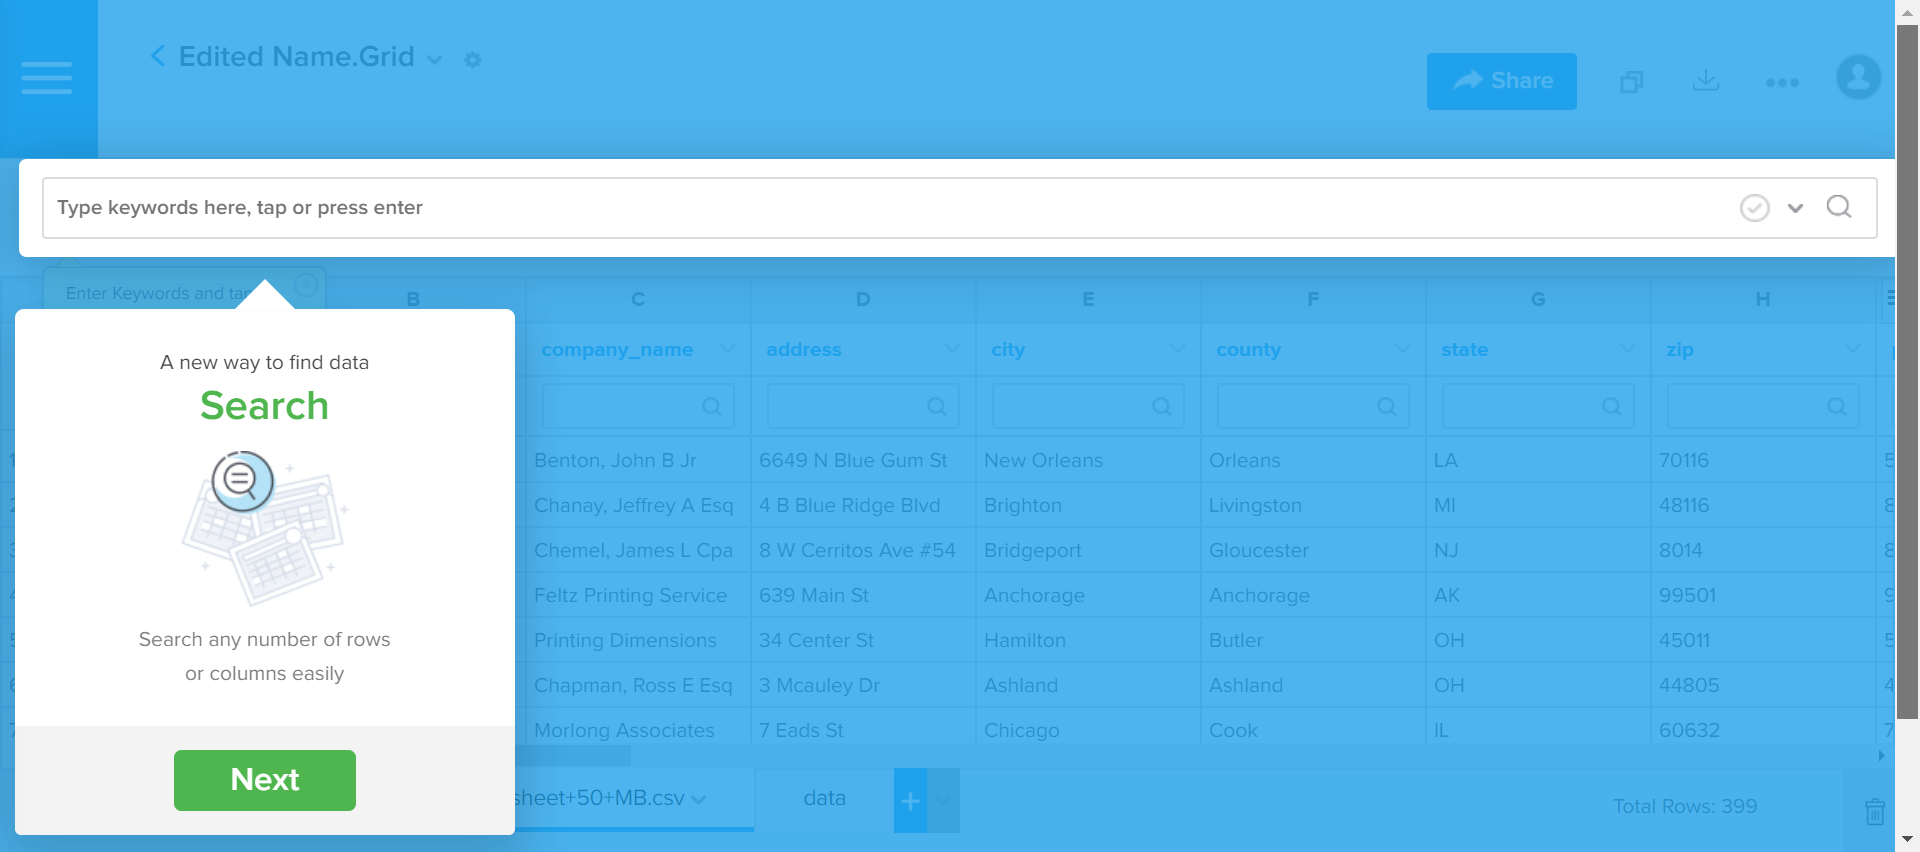 Edited Name.Grid
Share
Type keywords here, tap or press enter
Enter Keywords and
B C D E F G H
A new way to find data
Search
Search any number of rows
or columns easily
Next
company_name address city county state zip
Benton, John B Jr 6649 N Blue Gum St New Orleans Orleans LA 70116
Chanay, Jeffrey A Esq 4 B Blue Ridge Blvd Brighton Livingston MI 48116
Chemel, James L Cpa 8 W Cerritos Ave #54 Bridgeport Gloucester NJ 8014
Feltz Printing Service 639 Main St Anchorage Anchorage AK 99501
Printing Dimensions 34 Center St Hamilton Butler OH 45011
Chapman, Ross E Esq 3 Mcauley Dr Ashland Ashland OH 44805
Morlong Associates 7 Eads St Chicago Cook IL 60632
sheet+50+MB.csv data + Total Rows: 399